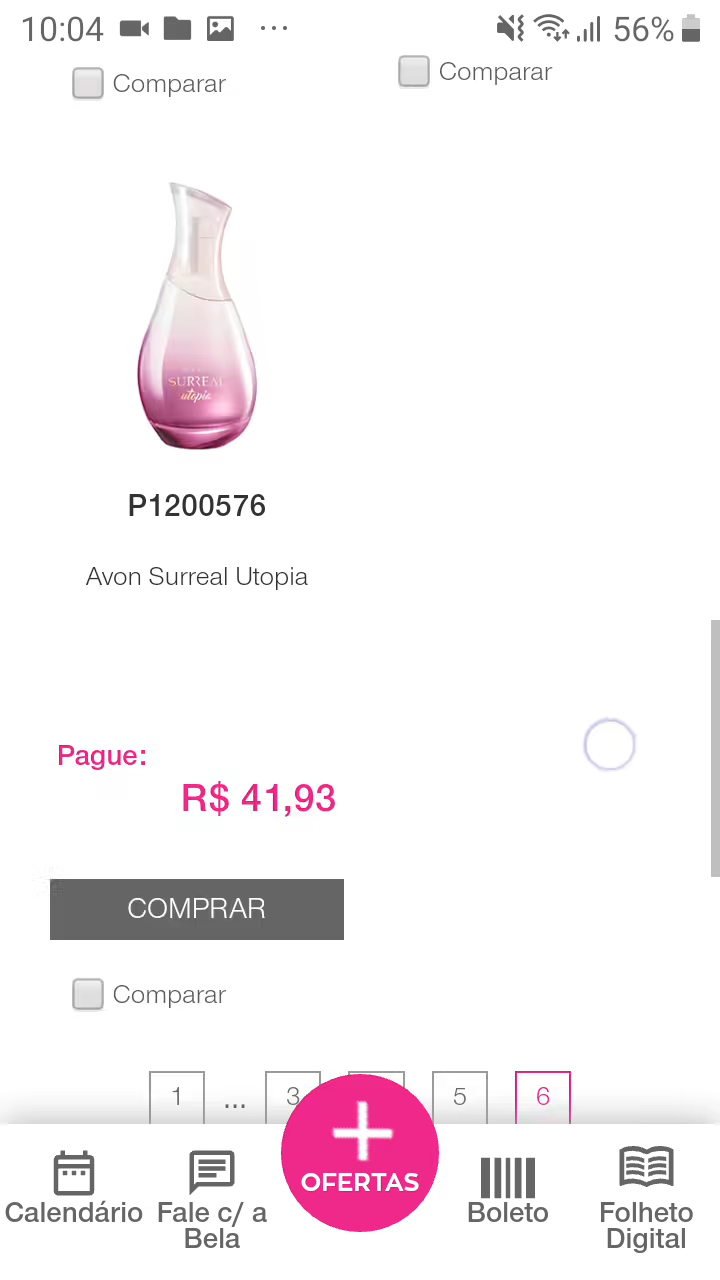 10:04 ... 56%
Comparar
Comparar
SURREAL
utopia
P1200576
Avon Surreal Utopia
Pague:
R$ 41,93
COMPRAR
Comparar
1 ... 3 5 6
OFERTAS
Calendário
Fale c/ a
Bela
Boleto
Folheto
Digital